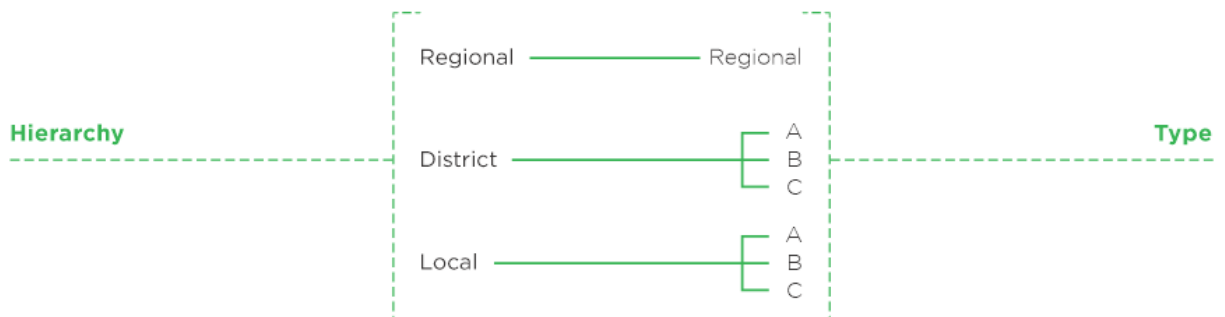 Regional Regional
Hierarchy
Type
A
District B
C
A
Local B
C